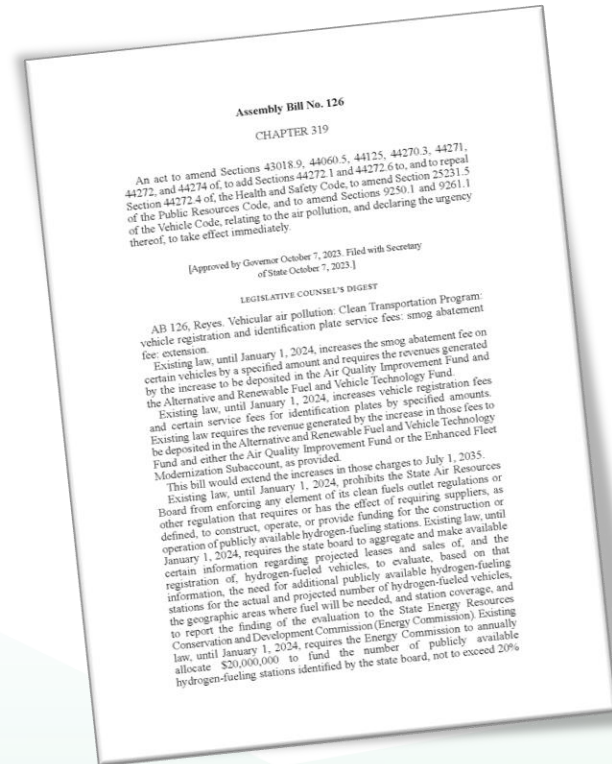 Assembly Bill No. 126
CHAPTER 319
An act to amend Sections 43018.9, 44060.5, 44125, 44270.3, 44271,
44272, and 44274 of, to add Sections 44272.1 and 44272.6 to, and to repeal
Section 44272.4 of, the Health and Safety Code, to amend Section 25231.5
of the Public Resources Code, and to amend Sections 9250.1 and 9261.1
of the Vehicle Code, relating to the air pollution, and declaring the urgency
thereof, to take effect immediately.
[Approved by Governor October 7, 2023. Filed with Secretary
of State October 7, 2023.]
LEGISLATIVE COUNSEL'S DIGEST
AB 126, Reyes. Vehicular air pollution: Clean Transportation Program:
vehicle registration and identification plate service fees: smog abatement
fee: extension.
Existing law, until January 1, 2024, increases the smog abatement fee on
certain vehicles by a specified amount and requires the revenues generated
by the increase to be deposited in the Air Quality Improvement Fund and
the Alternative and Renewable Fuel and Vehicle Technology Fund.
Existing law, until January 1, 2024, increases vehicle registration fees
and certain service fees for identification plates by specified amounts.
Existing law requires the revenue generated by the increase in those fees to
be deposited in the Alternative and Renewable Fuel and Vehicle Technology
Fund and either the Air Quality Improvement Fund or the Enhanced Fleet
Modernization Subaccount, as provided.
This bill would extend the increases in those charges to July 1, 2035.
Existing law, until January 1, 2024, prohibits the State Air Resources
Board from enforcing any element of its clean fuels outlet regulations or
other regulation that requires or has the effect of requiring suppliers, as
defined, to construct, operate, or provide funding for the construction or
operation of publicly available hydrogen-fueling stations. Existing law, until
January 1, 2024, requires the state board to aggregate and make available
certain information regarding projected leases and sales of, and the
registration of, hydrogen-fueled vehicles, to evaluate, based on that
information, the need for additional publicly available hydrogen-fueling
stations for the actual and projected number of hydrogen-fueled vehicles,
the geographic areas where fuel will be needed, and station coverage, and
to report the finding of the evaluation to the State Energy Resources
Conservation and Development Commission (Energy Commission). Existing
law, until January 1, 2024, requires the Energy Commission to annually
allocate $20,000,000 to fund the number of publicly available
hydrogen-fueling stations identified by the state board, not to exceed 20%